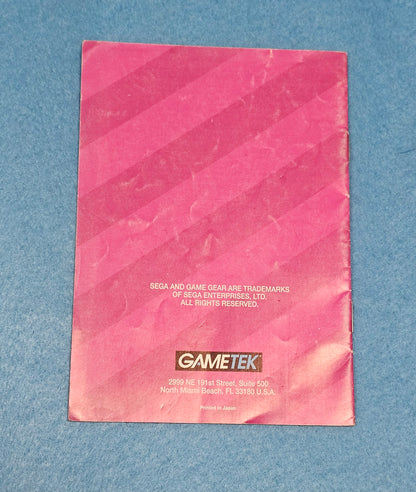 SEGA AND GAME GEAR ARE TRADEMARKS
OF SEGA ENTERPRISES, LTD.
ALL RIGHTS RESERVED.
GAMETEK
2999 NE 191st Street, Suite 500
North Miami Beach, FL 33180 U.S.A.
Printed in Japan